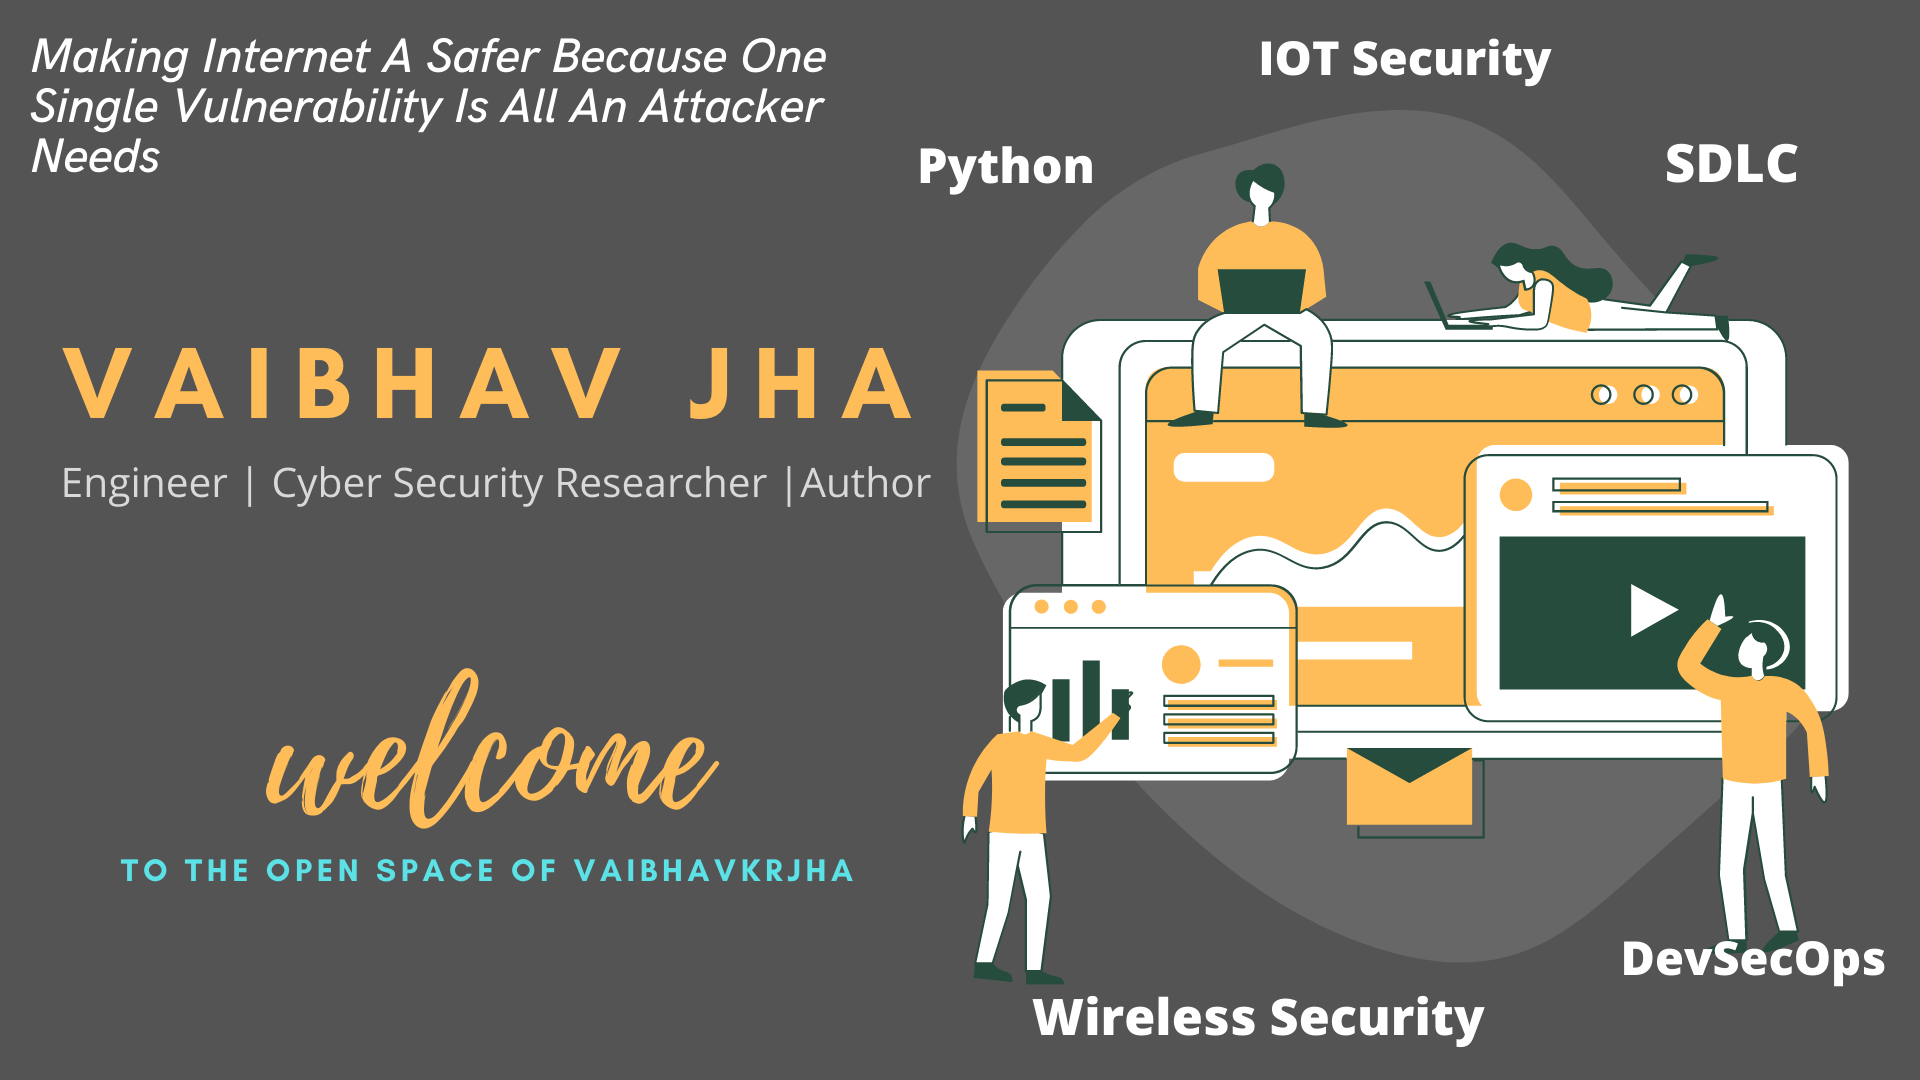 Making Internet A Safer Because One
Single Vulnerability Is All An Attacker
Needs
VAIBHAV JHA
Engineer | Cyber Security Researcher |Author
welcome
TO THE OPEN SPACE OF VAIBHAVKRJHA
IOT Security
Python
SDLC
DevSecOps
Wireless Security